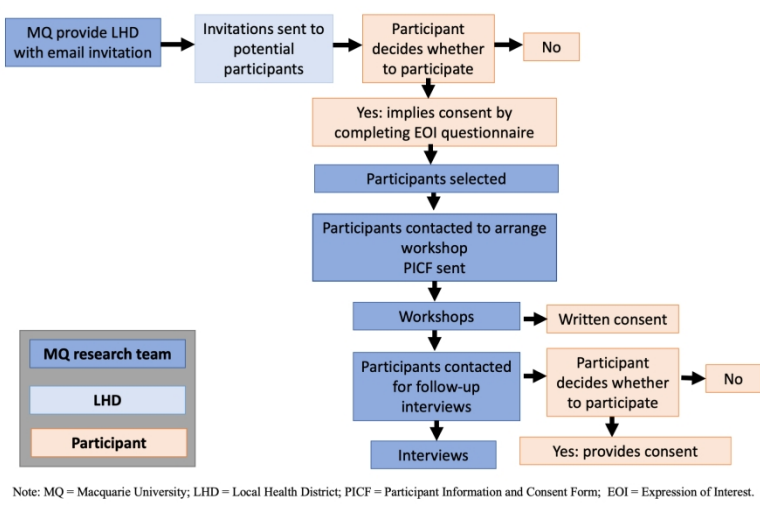 MQ provide LHD
with email invitation
Invitations sent to
potential
participants
Participant
decides whether
to participate
No
Yes: implies consent by
completing EOI questionnaire
Participants selected
Participants contacted to arrange
workshop
PICF sent
Workshops
Written consent
Participants contacted
for follow-up
interviews
Participant
decides whether
to participate
No
Interviews
Yes: provides consent
MQ research team
LHD
Participant
Note: MQ = Macquarie University; LHD = Local Health District; PICF = Participant Information and Consent Form; EOI = Expression of Interest.